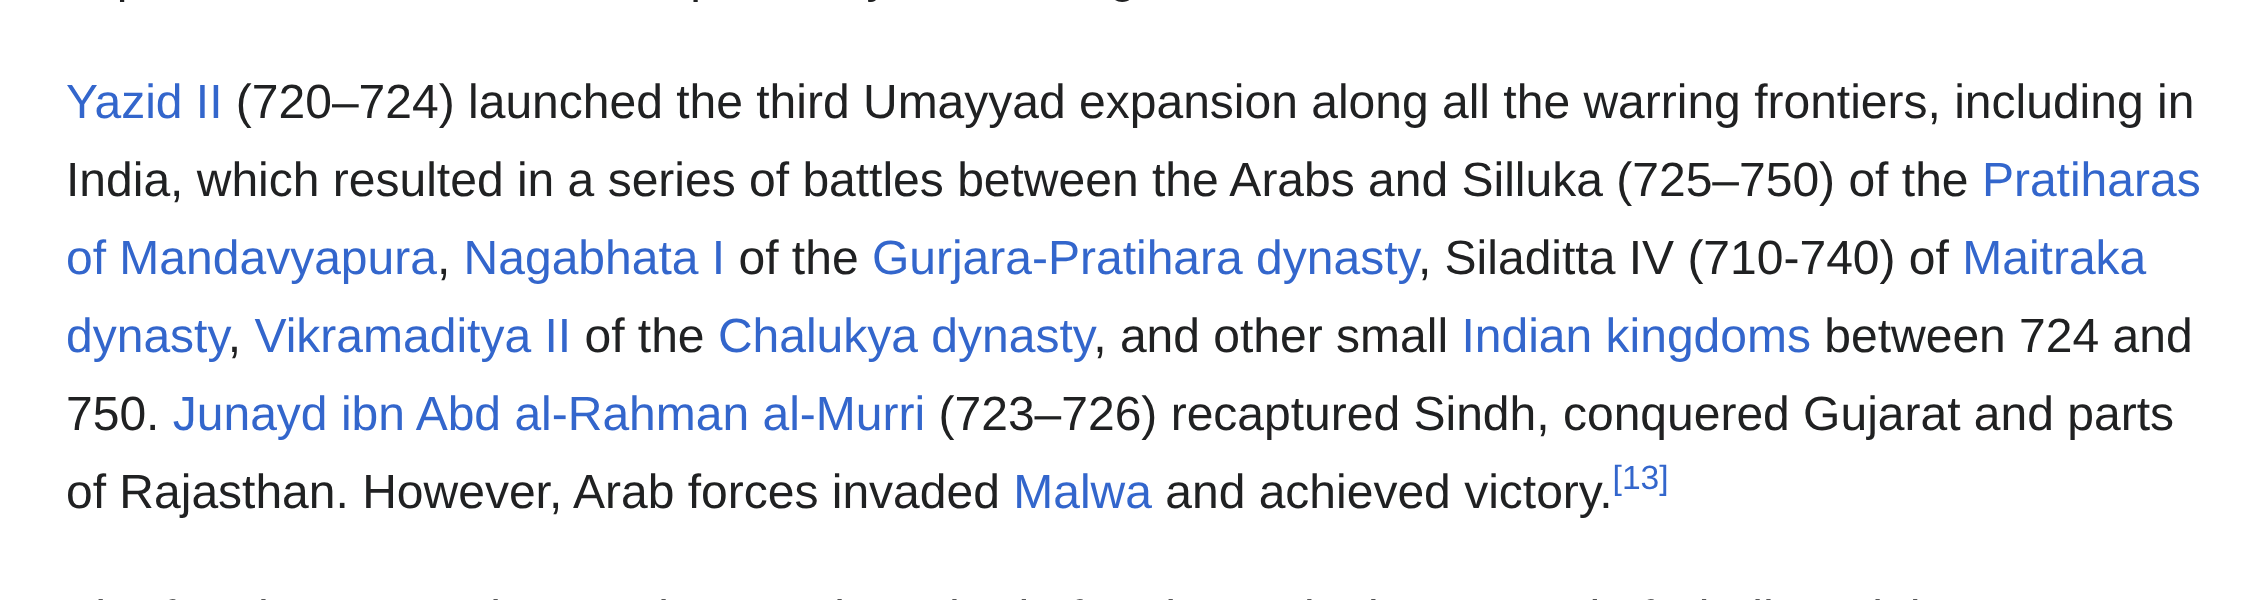 Yazid II (720–724) launched the third Umayyad expansion along all the warring frontiers, including in
India, which resulted in a series of battles between the Arabs and Silluka (725–750) of the Pratiharas
of Mandavyapura, Nagabhata I of the Gurjara-Pratihara dynasty, Siladitta IV (710-740) of Maitraka
dynasty, Vikramaditya II of the Chalukya dynasty, and other small Indian kingdoms between 724 and
750. Junayd ibn Abd al-Rahman al-Murri (723–726) recaptured Sindh, conquered Gujarat and parts
of Rajasthan. However, Arab forces invaded Malwa and achieved victory.[13]